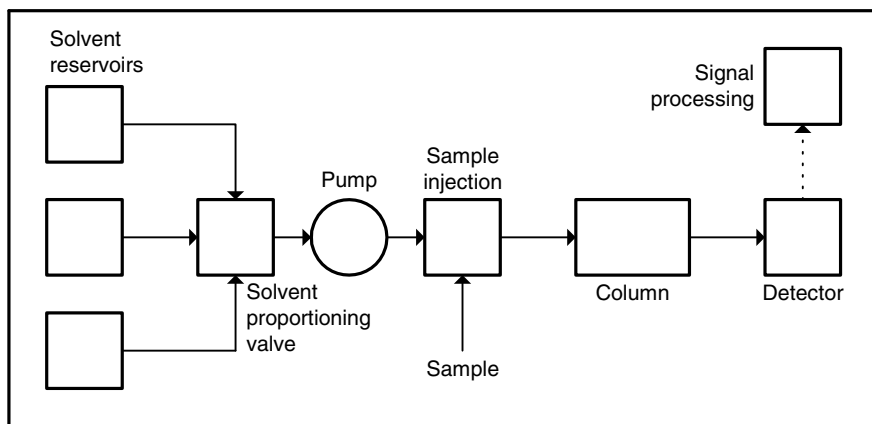 Solvent
reservoirs
Signal
processing
Sample
injection
Pump
Solvent
proportioning
valve
Column
Detector
Sample